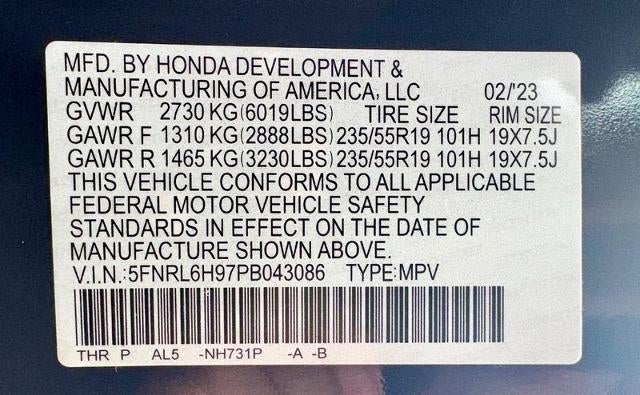 MFD. BY HONDA DEVELOPMENT &
MANUFACTURING OF AMERICA, LLC 02/'23
GVWR 2730 KG(6019LBS) TIRE SIZE RIM SIZE
GAWR F 1310 KG(2888LBS) 235/55R19 101H 19X7.5J
GAWR R 1465 KG(3230LBS) 235/55R19 101H 19X7.5J
THIS VEHICLE CONFORMS TO ALL APPLICABLE
FEDERAL MOTOR VEHICLE SAFETY
STANDARDS IN EFFECT ON THE DATE OF
MANUFACTURE SHOWN ABOVE.
V.I.N.:5FNRL6H97PB043086 TYPE:MPV
THR P AL5 -NH731P -A -B